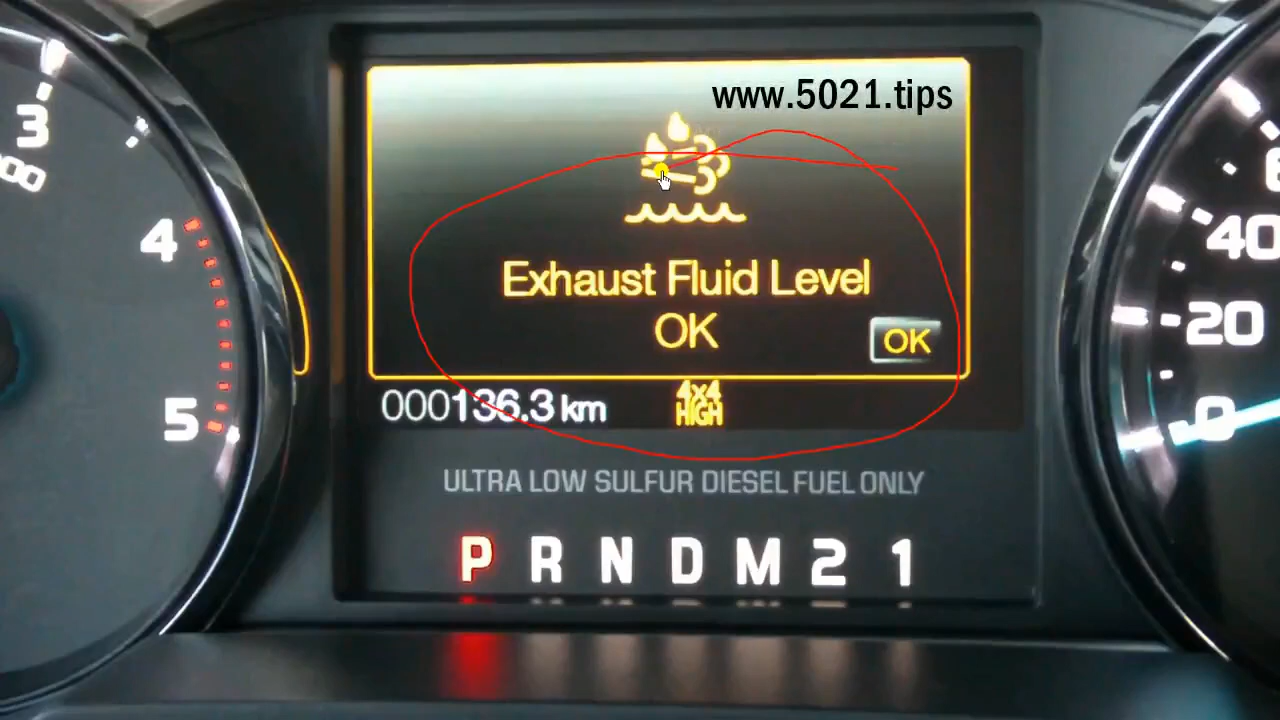 www.5021.tips
Exhaust Fluid Level
OK
OK
000136.3 km
4x4
HIGH
ULTRA LOW SULFUR DIESEL FUEL ONLY
P R N D M 2 1
3
4
5
40
20
0